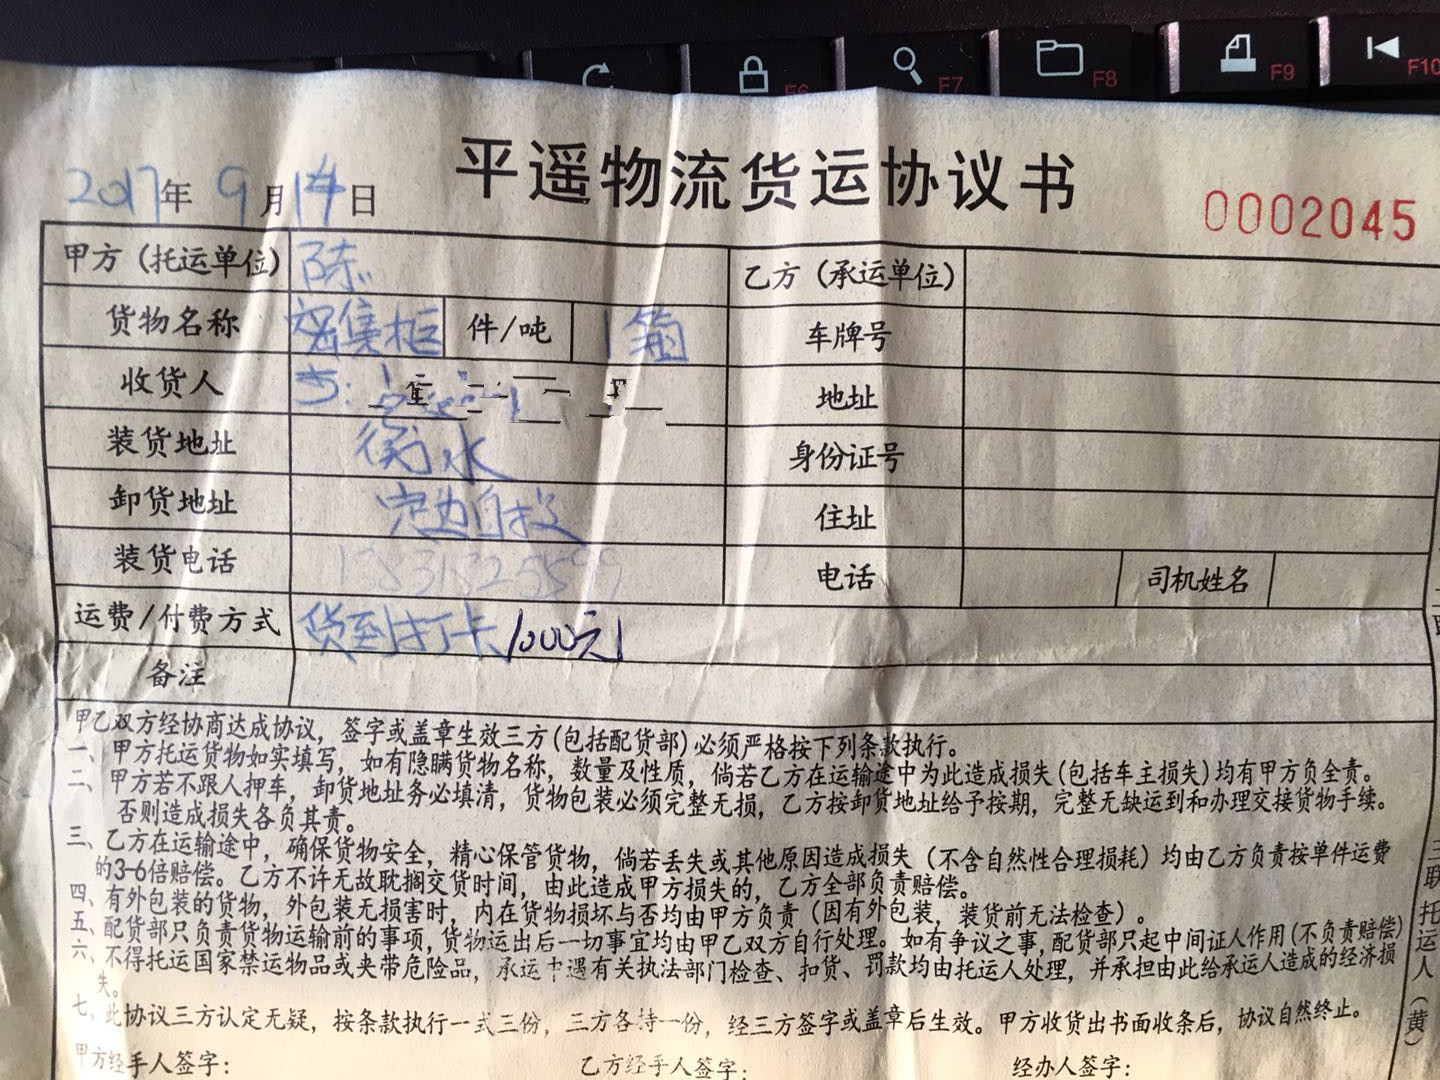 F6 F7 F8 F9 F10
平遥物流货运协议书
2017年 9月14日
0002045
甲方（托运单位） 陈 乙方（承运单位）
货物名称 密集柜 件/吨 1箱 车牌号
收货人 地址
装货地址 衡水 身份证号
卸货地址 定边自提 住址
装货电话 电话 司机姓名
运费/付费方式 货到打卡1000元
备注
甲乙双方经协商达成协议，签字或盖章生效三方(包括配货部)必须严格按下列条款执行。
一、甲方托运货物如实填写，如有隐瞒货物名称，数量及性质，倘若乙方在运输途中为此造成损失(包括车主损失)均有甲方负全责。
二、甲方若不跟人押车，卸货地址务必填清，货物包装必须完整无损，乙方按卸货地址给予按期，完整无缺运到和办理交接货物手续。
否则造成损失各负其责。
三、乙方在运输途中，确保货物安全，精心保管货物，倘若丢失或其他原因造成损失（不含自然性合理损耗）均由乙方负责按单件运费
的3-6倍赔偿。乙方不许无故耽搁交货时间，由此造成甲方损失的，乙方全部负责赔偿。
四、有外包装的货物，外包装无损害时，内在货物损坏与否均由甲方负责（因有外包装，装货前无法检查）。
五、配货部只负责货物运输前的事项，货物运出后一切事宜均由甲乙双方自行处理。如有争议之事，配货部只起中间证人作用(不负责赔偿)
六、不得托运国家禁运物品或夹带危险品，承运中遇有关执法部门检查、扣货、罚款均由托运人处理，并承担由此给承运人造成的经济损
失。
七、此协议三方认定无疑，按条款执行一式三份，三方各持一份，经三方签字或盖章后生效。甲方收货出书面收条后，协议自然终止。
甲方经手人签字： 乙方经手人签字： 经办人签字：
三联托运人（黄）